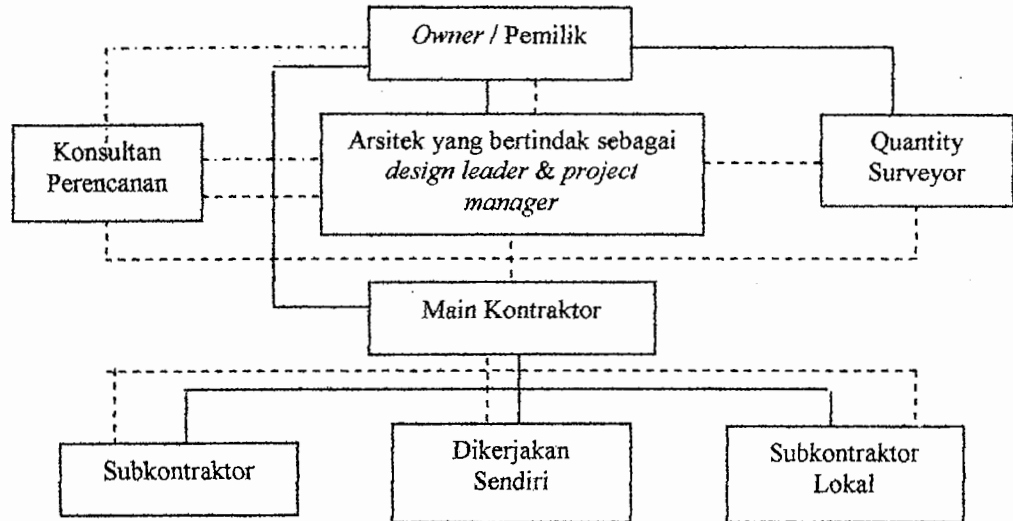 Owner / Pemilik
Konsultan
Perencanan
Arsitek yang bertindak sebagai
design leader & project
manager
Quantity
Surveyor
Main Kontraktor
Subkontraktor
Dikerjakan
Sendiri
Subkontraktor
Lokal